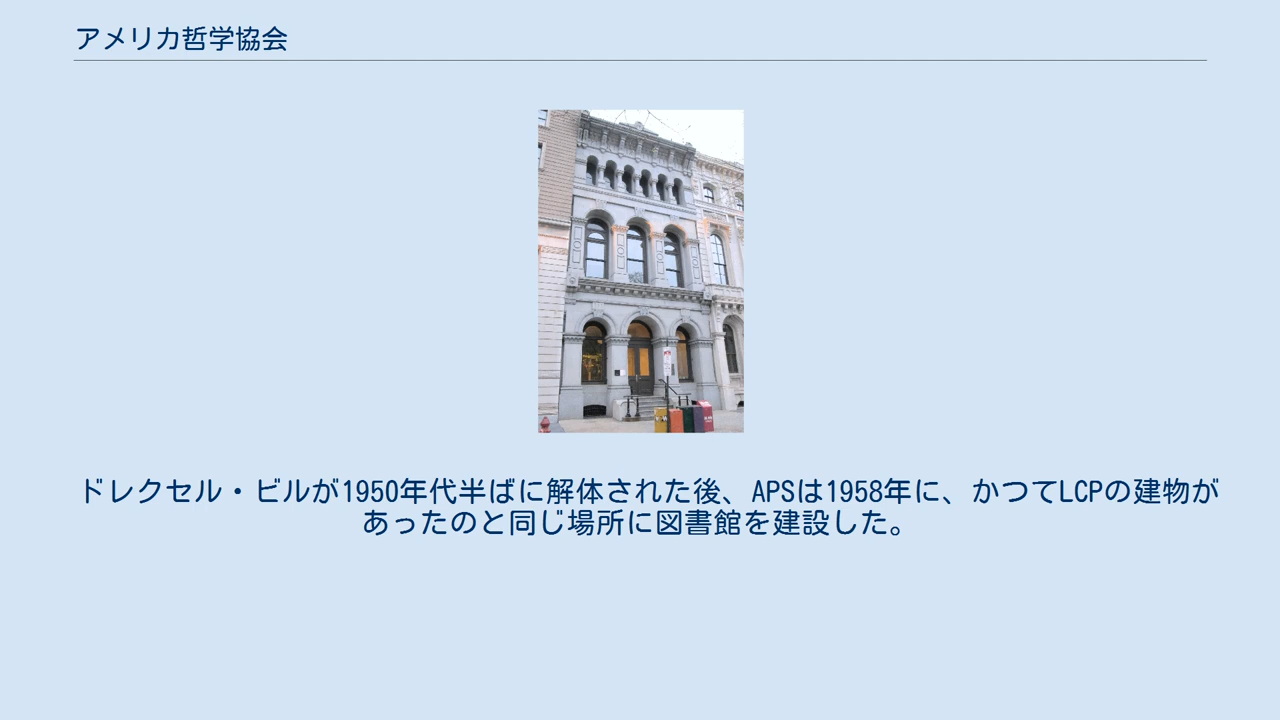 アメリカ哲学協会
ドレクセル・ビルが1950年代半ばに解体された後、APSは1958年に、かつてLCPの建物が
あったのと同じ場所に図書館を建設した。